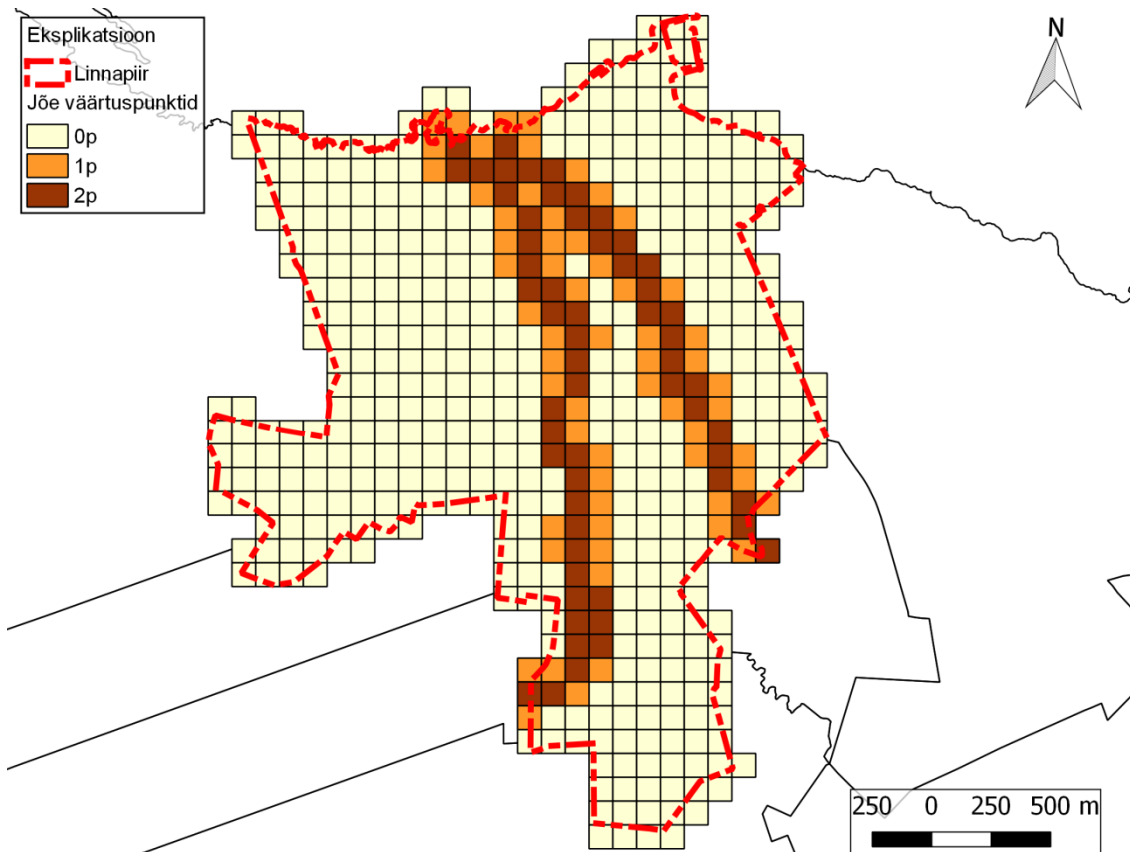 Eksplikatsioon
Linnapiir
Jõe väärtuspunktid
0p
1p
2p
N
250 0 250 500 m